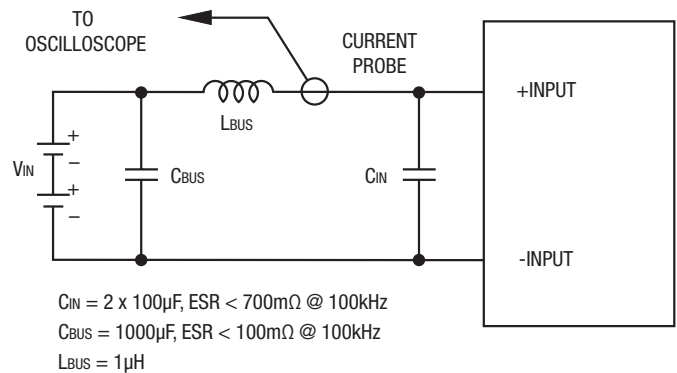 TO
OSCILLOSCOPE
CURRENT
PROBE
+INPUT
LBUS
+
VIN
–
+
–
CBUS
CIN
-INPUT
CIN = 2 x 100µF, ESR < 700mΩ @ 100kHz
CBUS = 1000µF, ESR < 100mΩ @ 100kHz
LBUS = 1µH